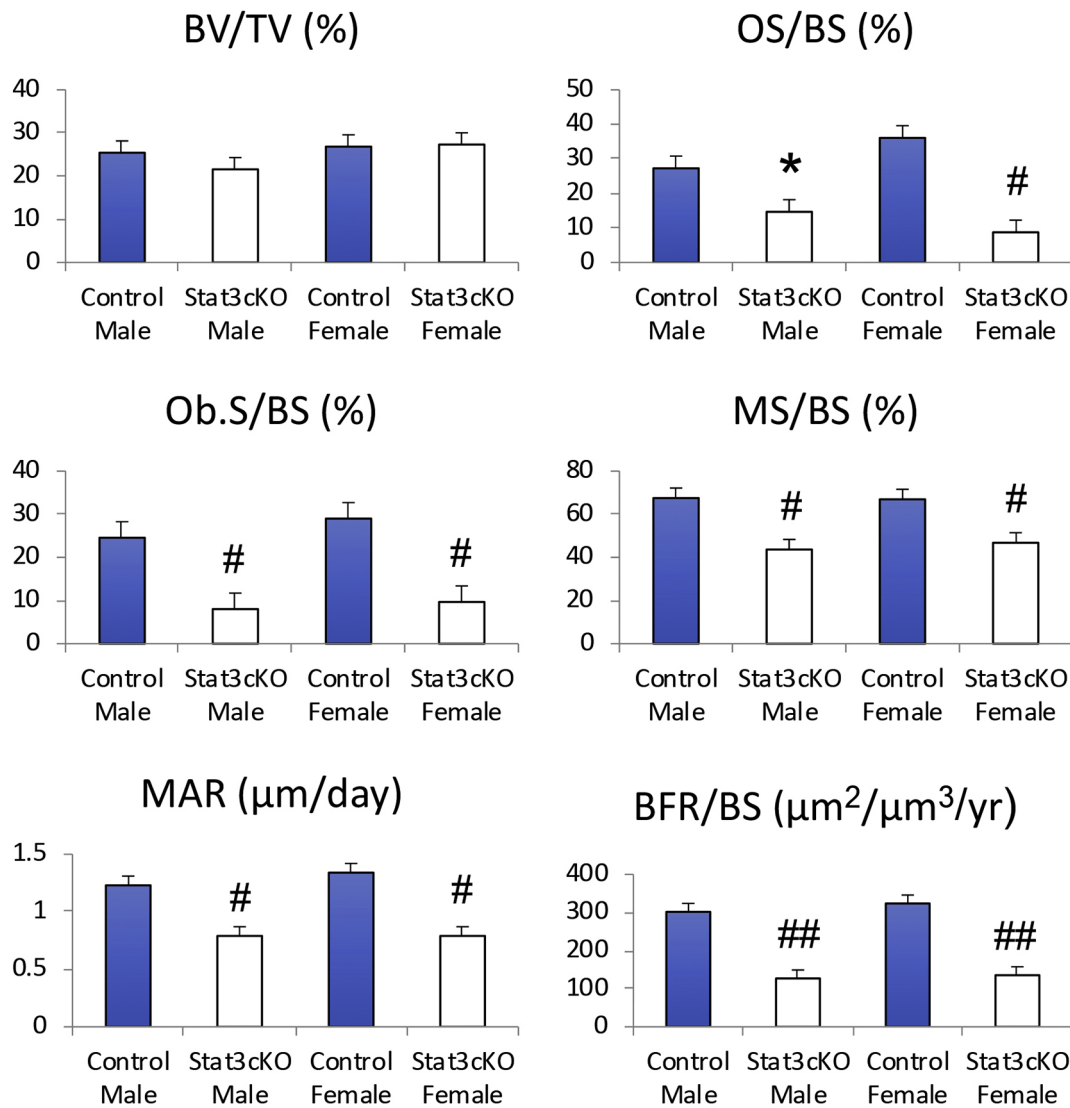 BV/TV (%)
40
30
20
10
0
Control Stat3cKO Control Stat3cKO
Male Male Female Female
OS/BS (%)
50
40
30
20
10
0
*
#
Control Stat3cKO Control Stat3cKO
Male Male Female Female
Ob.S/BS (%)
40
30
20
10
0
# #
Control Stat3cKO Control Stat3cKO
Male Male Female Female
MS/BS (%)
80
60
40
20
0
# #
Control Stat3cKO Control Stat3cKO
Male Male Female Female
MAR (μm/day)
1.5
1
0.5
0
# #
Control Stat3cKO Control Stat3cKO
Male Male Female Female
BFR/BS (μm²/μm³/yr)
400
300
200
100
0
## ##
Control Stat3cKO Control Stat3cKO
Male Male Female Female